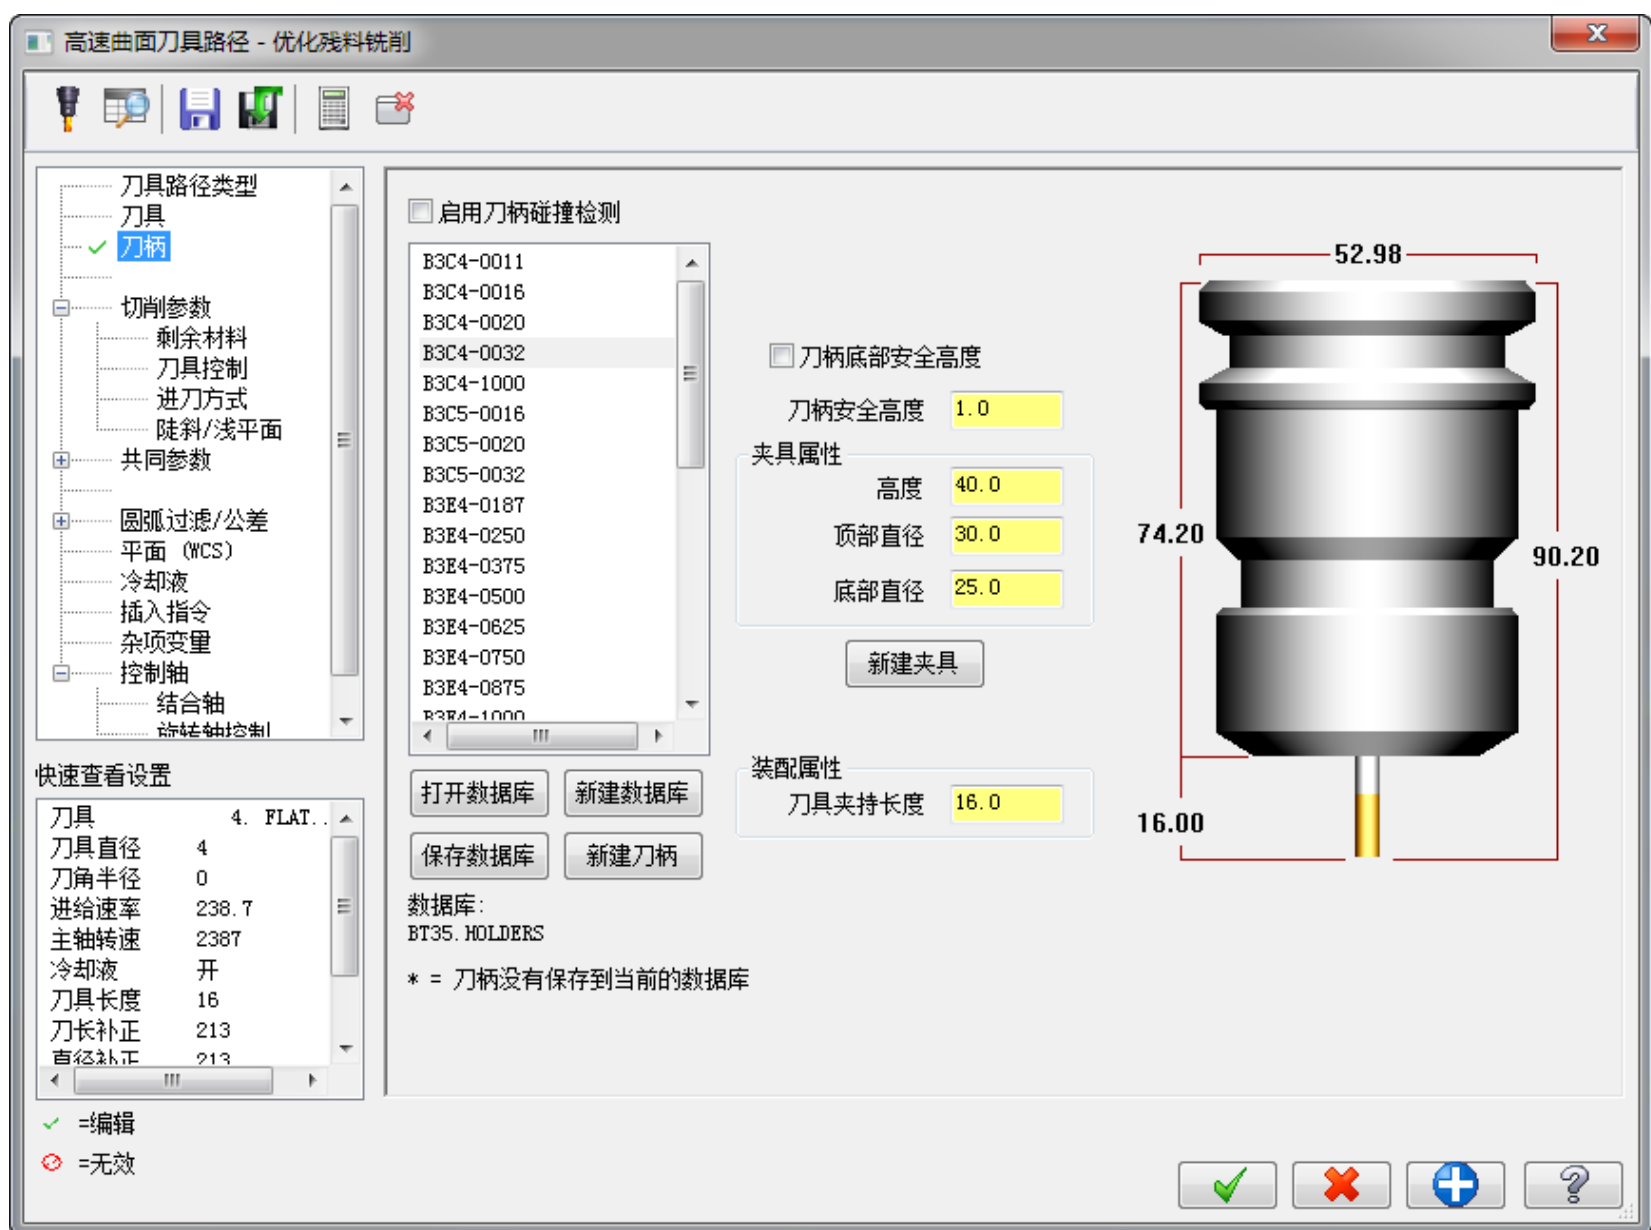 高速曲面刀具路径 - 优化残料铣削
刀具路径类型
刀具
刀柄
切削参数
剩余材料
刀具控制
进刀方式
陡斜/浅平面
共同参数
圆弧过滤/公差
平面 (WCS)
冷却液
插入指令
杂项变量
控制轴
结合轴
旋转轴控制
快速查看设置
刀具 4. FLAT..
刀具直径 4
刀角半径 0
进给速率 238.7
主轴转速 2387
冷却液 开
刀具长度 16
刀长补正 213
直径补正 213
=编辑
=无效
启用刀柄碰撞检测
B3C4-0011
B3C4-0016
B3C4-0020
B3C4-0032
B3C4-1000
B3C5-0016
B3C5-0020
B3C5-0032
B3E4-0187
B3E4-0250
B3E4-0375
B3E4-0500
B3E4-0625
B3E4-0750
B3E4-0875
B3E4-1000
打开数据库 新建数据库
保存数据库 新建刀柄
数据库:
BT35.HOLDERS
* = 刀柄没有保存到当前的数据库
刀柄底部安全高度
刀柄安全高度 1.0
夹具属性
高度 40.0
顶部直径 30.0
底部直径 25.0
新建夹具
装配属性
刀具夹持长度 16.0
52.98
74.20
90.20
16.00